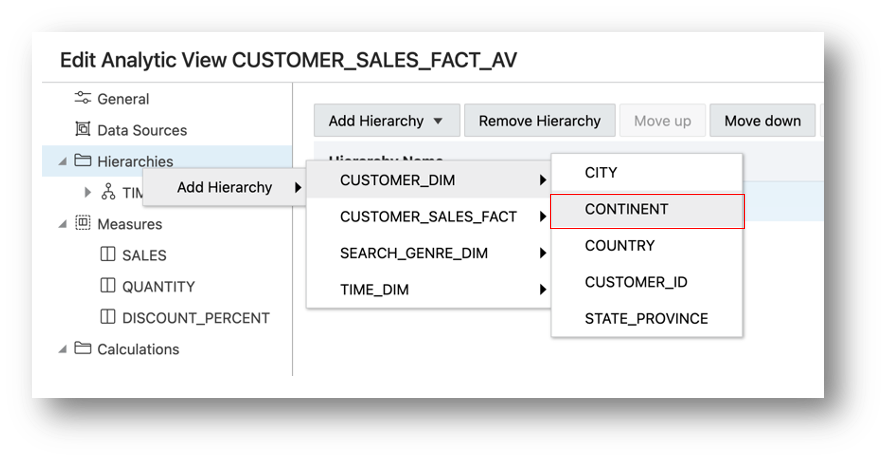 Edit Analytic View CUSTOMER_SALES_FACT_AV
General
Data Sources
Hierarchies
Measures
SALES
QUANTITY
DISCOUNT_PERCENT
Calculations
Add Hierarchy
Remove Hierarchy
Move up
Move down
Hierarchy Name
Add Hierarchy
CUSTOMER_DIM
CUSTOMER_SALES_FACT
SEARCH_GENRE_DIM
TIME_DIM
CITY
CONTINENT
COUNTRY
CUSTOMER_ID
STATE_PROVINCE